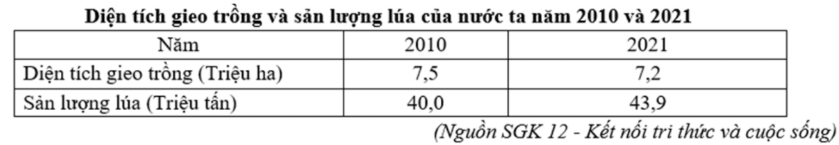 Diện tích gieo trồng và sản lượng lúa của nước ta năm 2010 và 2021
Năm 2010 2021
Diện tích gieo trồng (Triệu ha) 7,5 7,2
Sản lượng lúa (Triệu tấn) 40,0 43,9
(Nguồn SGK 12 - Kết nối tri thức và cuộc sống)